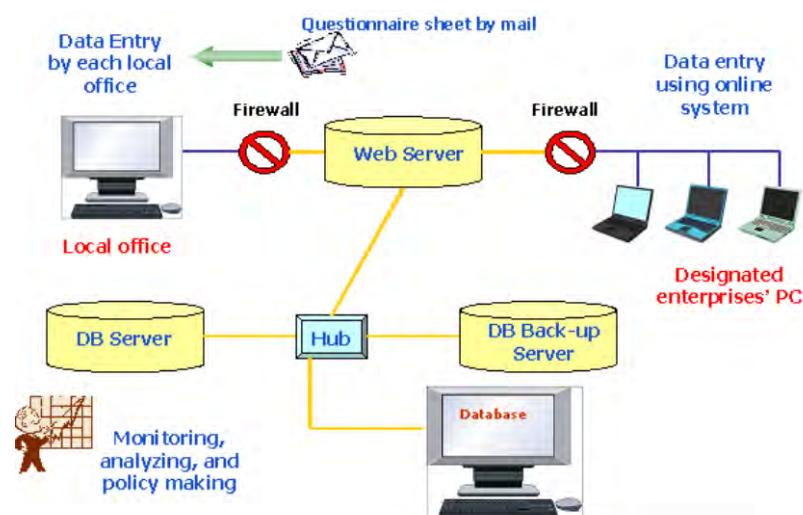 Questionnaire sheet by mail
Data Entry
by each local
office
Data entry
using online
system
Firewall
Firewall
Web Server
Local office
Designated
enterprises' PC
DB Server
Hub
DB Back-up
Server
Database
Monitoring,
analyzing, and
policy making